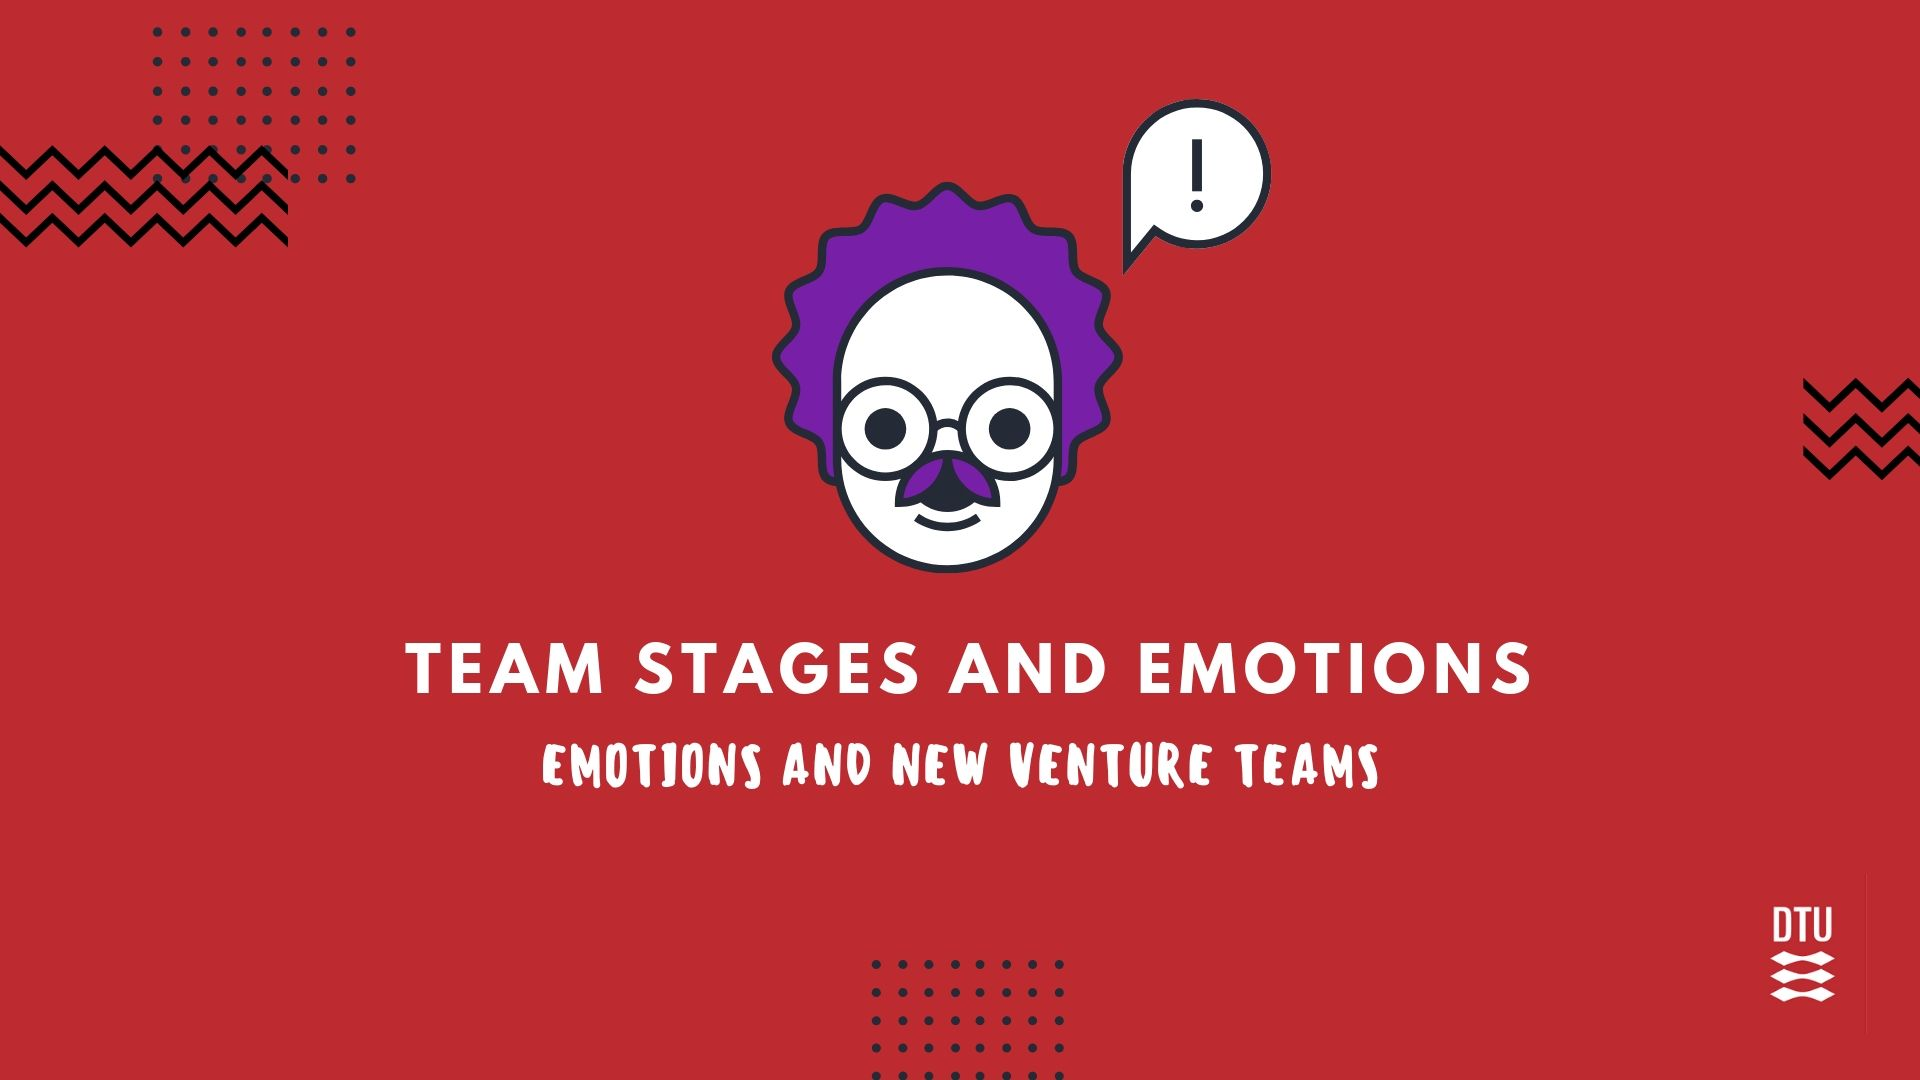 !
TEAM STAGES AND EMOTIONS
EMOTIONS AND NEW VENTURE TEAMS
DTU